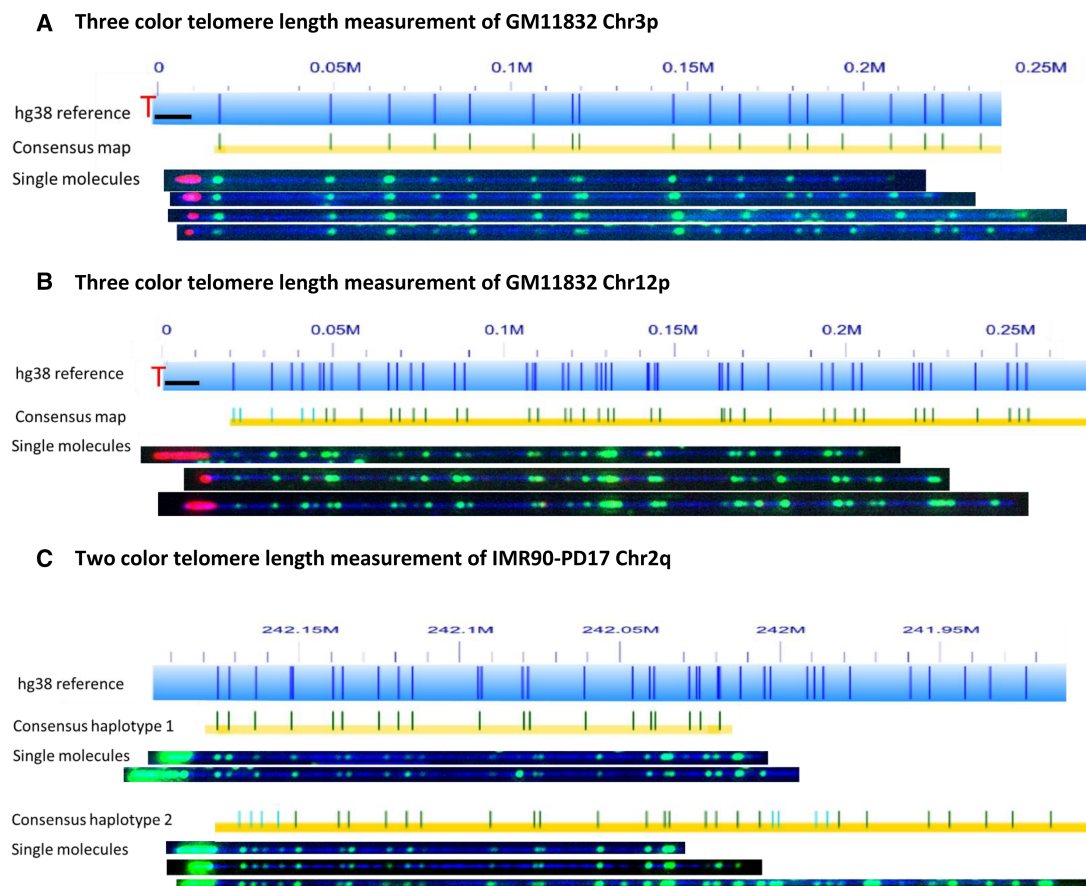 A Three color telomere length measurement of GM11832 Chr3p
0 0.05M 0.1M 0.15M 0.2M 0.25M
T
hg38 reference
Consensus map
Single molecules
B Three color telomere length measurement of GM11832 Chr12p
0 0.05M 0.1M 0.15M 0.2M 0.25M
T
hg38 reference
Consensus map
Single molecules
C Two color telomere length measurement of IMR90-PD17 Chr2q
242.15M 242.1M 242.05M 242M 241.95M
hg38 reference
Consensus haplotype 1
Single molecules
Consensus haplotype 2
Single molecules